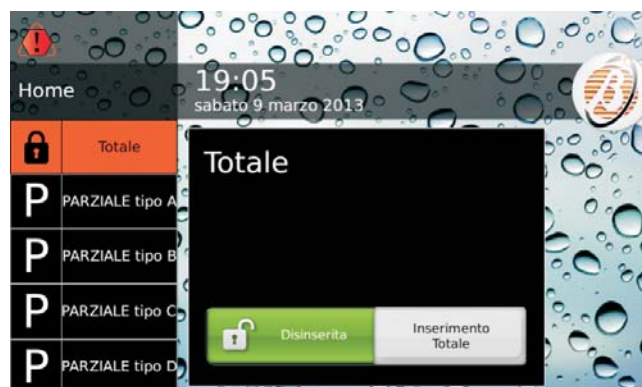 Home
19:05
sabato 9 marzo 2013
Totale
P PARZIALE tipo A
P PARZIALE tipo B
P PARZIALE tipo C
P PARZIALE tipo D
Totale
Disinserita
Inserimento
Totale